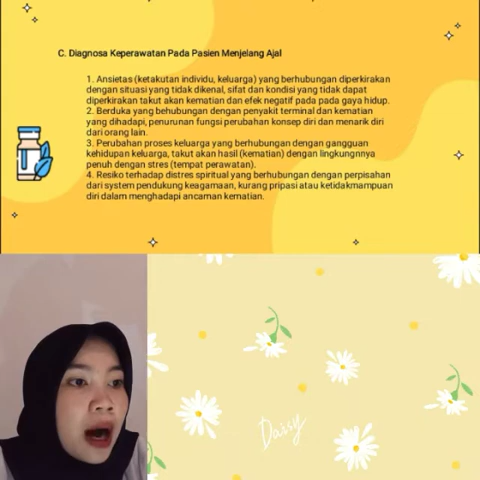 C. Diagnosa Keperawatan Pada Pasien Menjelang Ajal
1. Ansietas (ketakutan individu, keluarga) yang berhubungan diperkirakan
dengan situasi yang tidak dikenal, sifat dan kondisi yang tidak dapat
diperkirakan takut akan kematian dan efek negatif pada pada gaya hidup.
2. Berduka yang behubungan dengan penyakit terminal dan kematian
yang dihadapi, penurunan fungsi perubahan konsep diri dan menarik diri
dari orang lain.
3. Perubahan proses keluarga yang berhubungan dengan gangguan
kehidupan keluarga, takut akan hasil (kematian) dengan lingkungnnya
penuh dengan stres (tempat perawatan).
4. Resiko terhadap distres spiritual yang berhubungan dengan perpisahan
dari system pendukung keagamaan, kurang pripasi atau ketidakmampuan
diri dalam menghadapi ancaman kematian.
Daisy